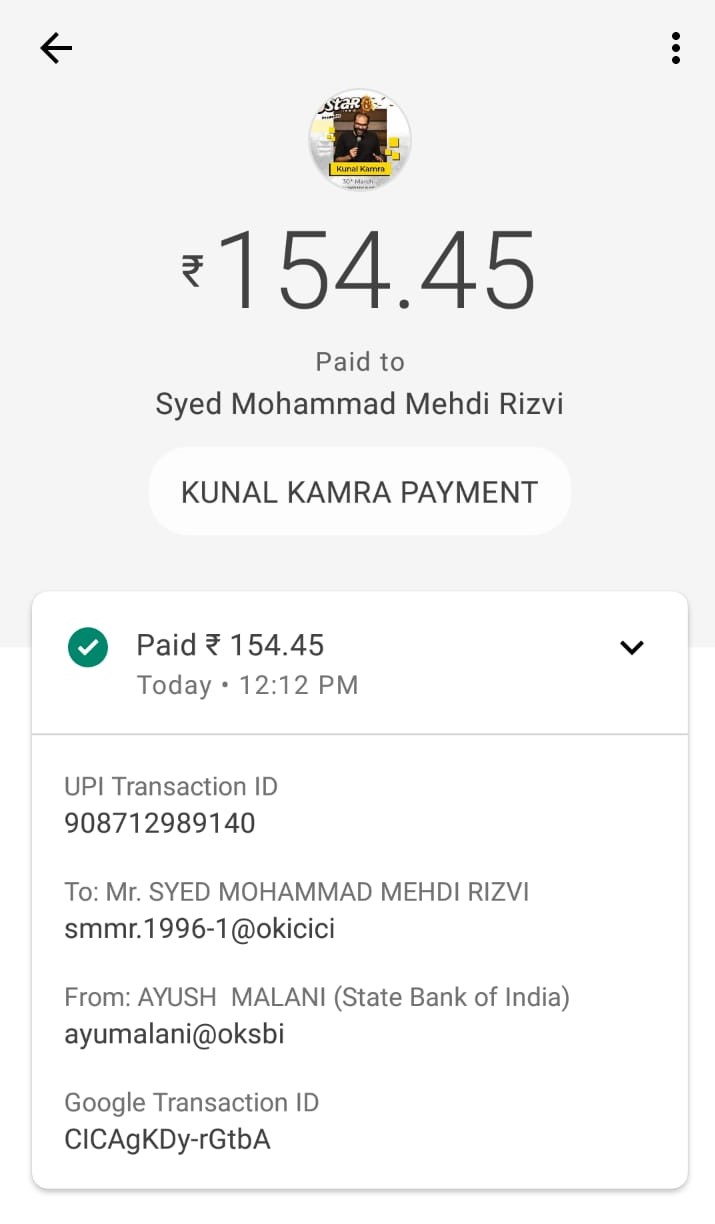 STAR
Kunal Kamra
30th March
₹154.45
Paid to
Syed Mohammad Mehdi Rizvi
KUNAL KAMRA PAYMENT
Paid ₹ 154.45
Today • 12:12 PM
UPI Transaction ID
908712989140
To: Mr. SYED MOHAMMAD MEHDI RIZVI
smmr.1996-1@okicici
From: AYUSH  MALANI (State Bank of India)
ayumalani@oksbi
Google Transaction ID
CICAgKDy-rGtbA